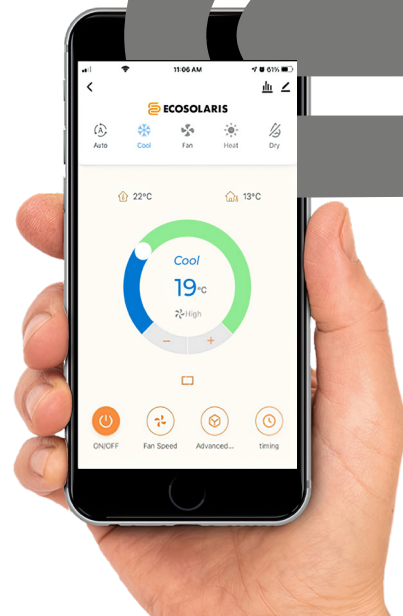 11:06 AM 61%
ECOSOLARIS
Auto Cool Fan Heat Dry
22°C 13°C
Cool
19°C
High
- +
ON/OFF Fan Speed Advanced... timing